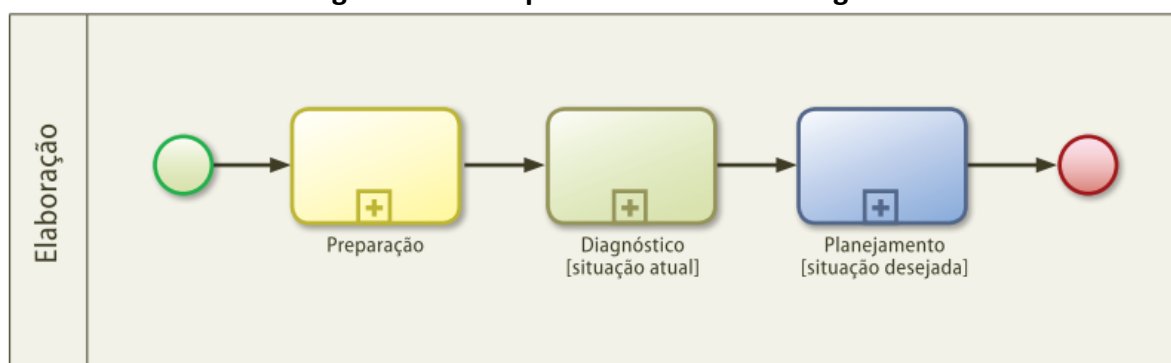 Elaboração
Preparação
Diagnóstico
[situação atual]
Planejamento
[situação desejada]